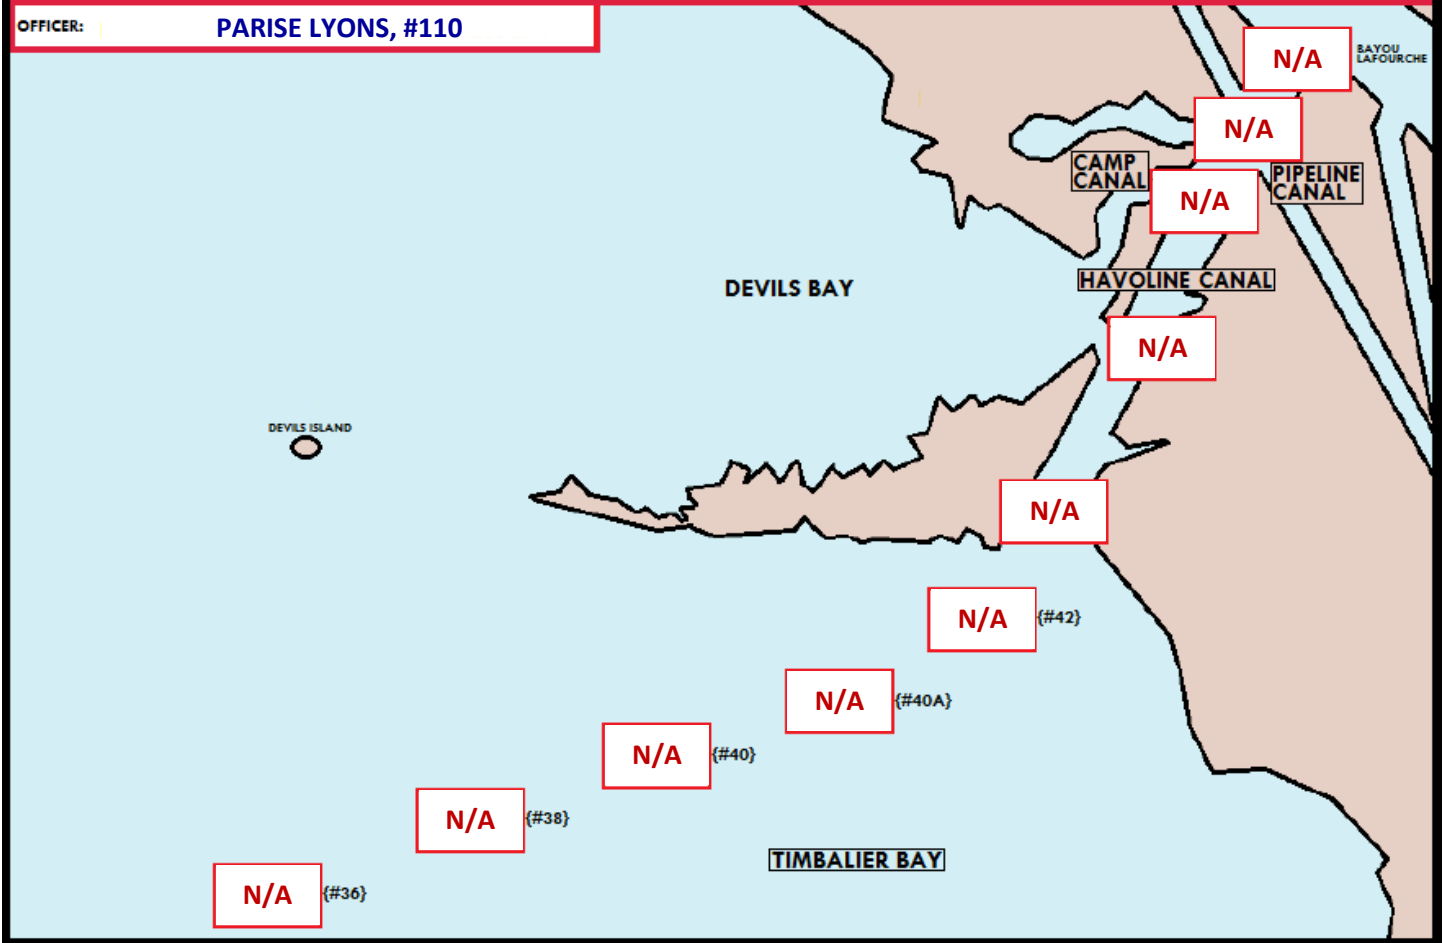 OFFICER: PARISE LYONS, #110
N/A
BAYOU
LAFOURCHE
N/A
CAMP
CANAL
PIPELINE
CANAL
N/A
HAVOLINE CANAL
DEVILS BAY
N/A
DEVILS ISLAND
N/A
N/A {#42}
N/A {#40A}
N/A {#40}
N/A {#38}
TIMBALIER BAY
N/A {#36}